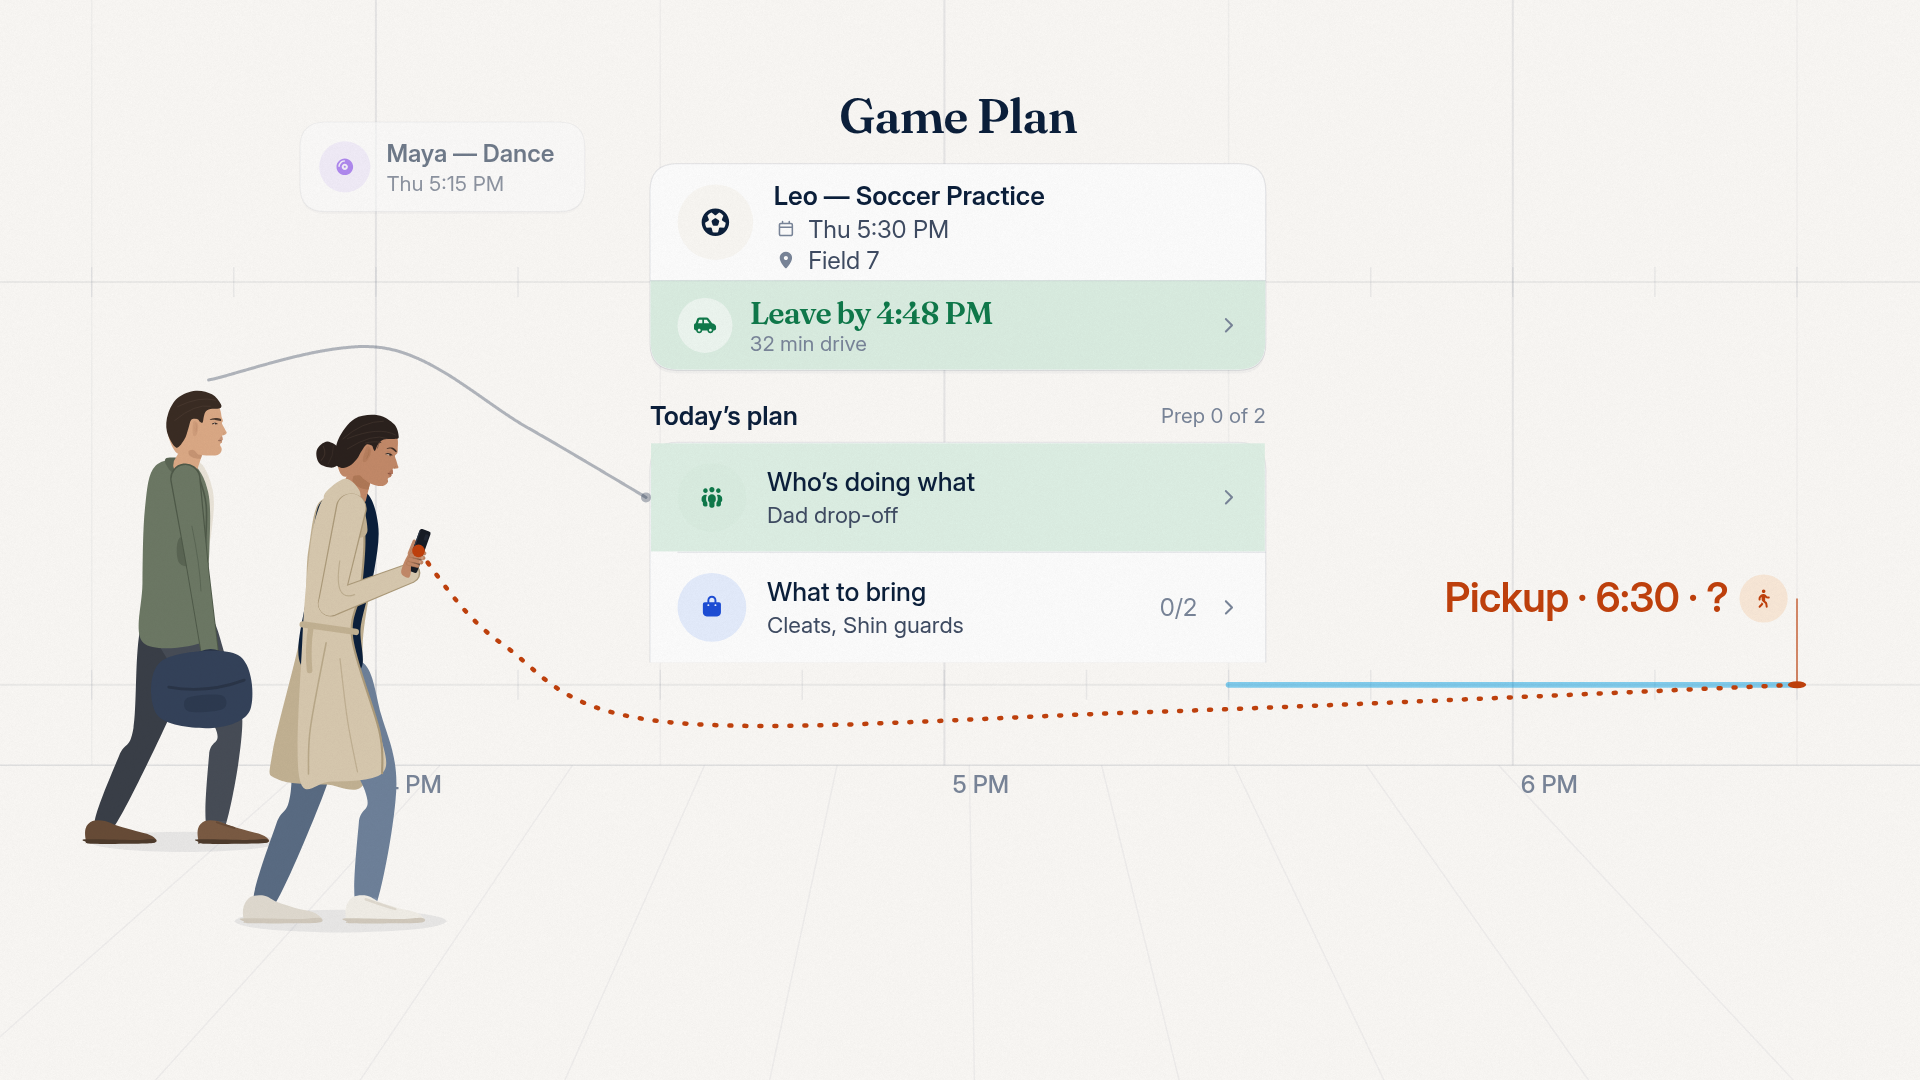 Game Plan
Maya — Dance
Thu 5:15 PM
Leo — Soccer Practice
Thu 5:30 PM
Field 7
Leave by 4:48 PM
32 min drive
Today’s plan
Prep 0 of 2
Who’s doing what
Dad drop-off
What to bring
Cleats, Shin guards
0/2
Pickup · 6:30 · ?
PM
5 PM
6 PM